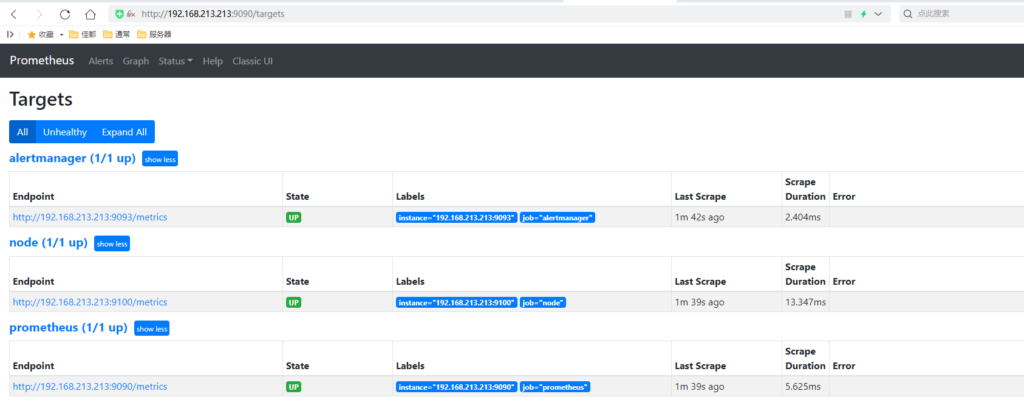 http://192.168.213.213:9090/targets 点此搜索
收藏 佳都 通常 服务器
Prometheus Alerts Graph Status Help Classic UI
Targets
All Unhealthy Expand All
alertmanager (1/1 up) show less
Endpoint State Labels Last Scrape Scrape Duration Error
http://192.168.213.213:9093/metrics UP instance="192.168.213.213:9093" job="alertmanager" 1m 42s ago 2.404ms
node (1/1 up) show less
Endpoint State Labels Last Scrape Scrape Duration Error
http://192.168.213.213:9100/metrics UP instance="192.168.213.213:9100" job="node" 1m 39s ago 13.347ms
prometheus (1/1 up) show less
Endpoint State Labels Last Scrape Scrape Duration Error
http://192.168.213.213:9090/metrics UP instance="192.168.213.213:9090" job="prometheus" 1m 39s ago 5.625ms